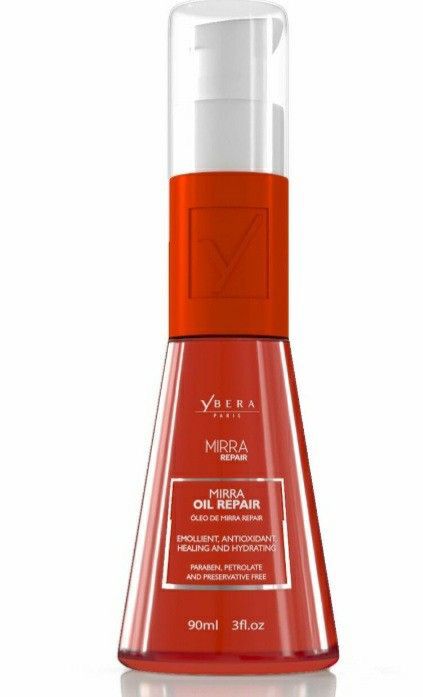 Y
YBERA
PARIS
MIRRA
REPAIR
MIRRA
OIL REPAIR
ÓLEO DE MIRRA REPAIR
EMOLLIENT, ANTIOXIDANT,
HEALING AND HYDRATING
PARABEN, PETROLATE
AND PRESERVATIVE FREE
90ml 3fl.oz